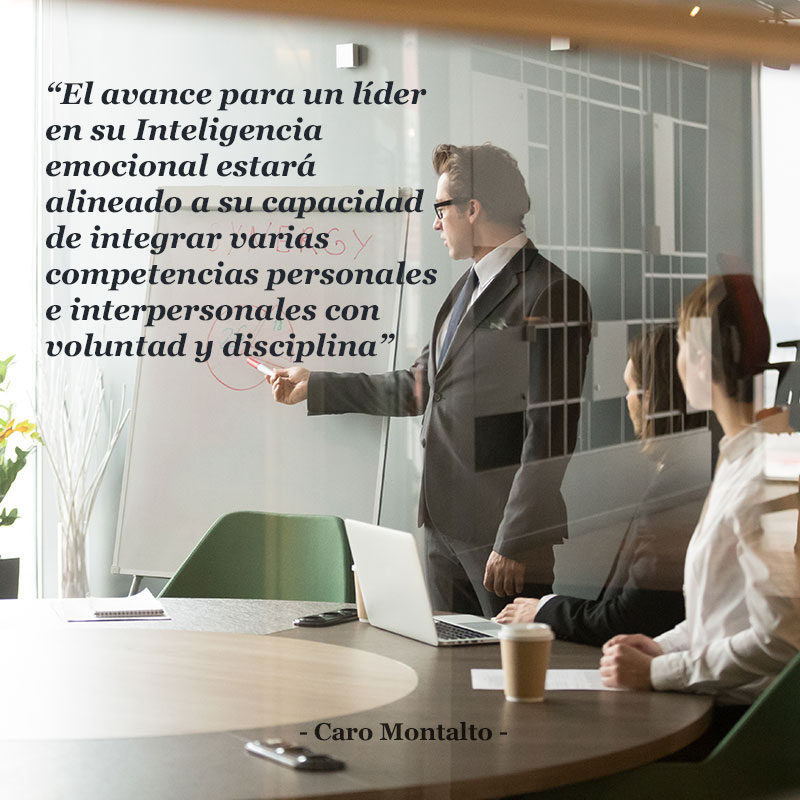 “El avance para un líder
en su Inteligencia
emocional estará
alineado a su capacidad
de integrar varias
competencias personales
e interpersonales con
voluntad y disciplina”
SYNERGY
- Caro Montalto -